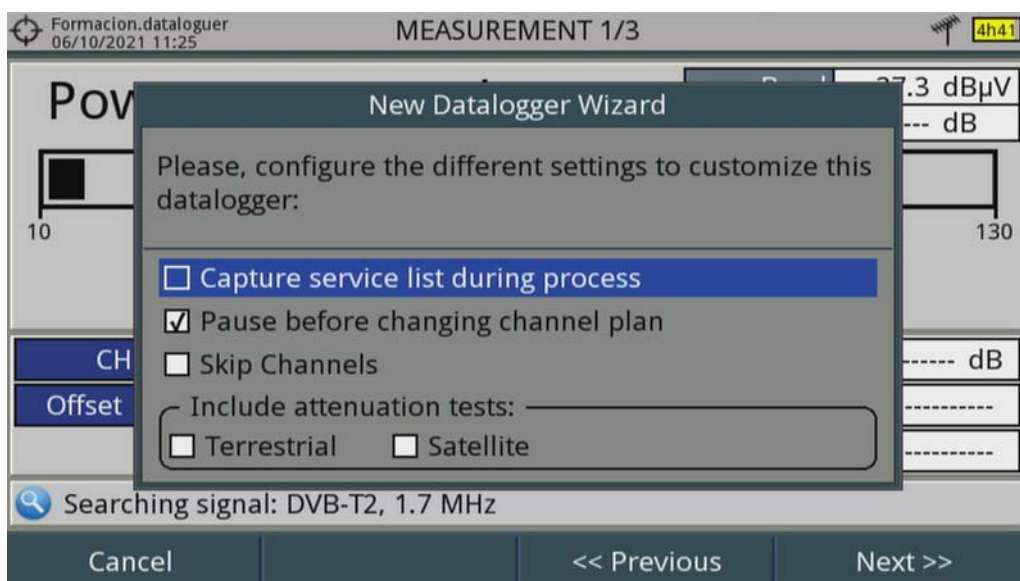 Formacion.dataloguer
06/10/2021 11:25
MEASUREMENT 1/3
4h41
Pow
7.3 dBµV
--- dB
New Datalogger Wizard
Please, configure the different settings to customize this
datalogger:
10
130
Capture service list during process
Pause before changing channel plan
Skip Channels
CH
------ dB
Include attenuation tests:
Offset
----------
Terrestrial
Satellite
----------
Searching signal: DVB-T2, 1.7 MHz
Cancel
<< Previous
Next >>